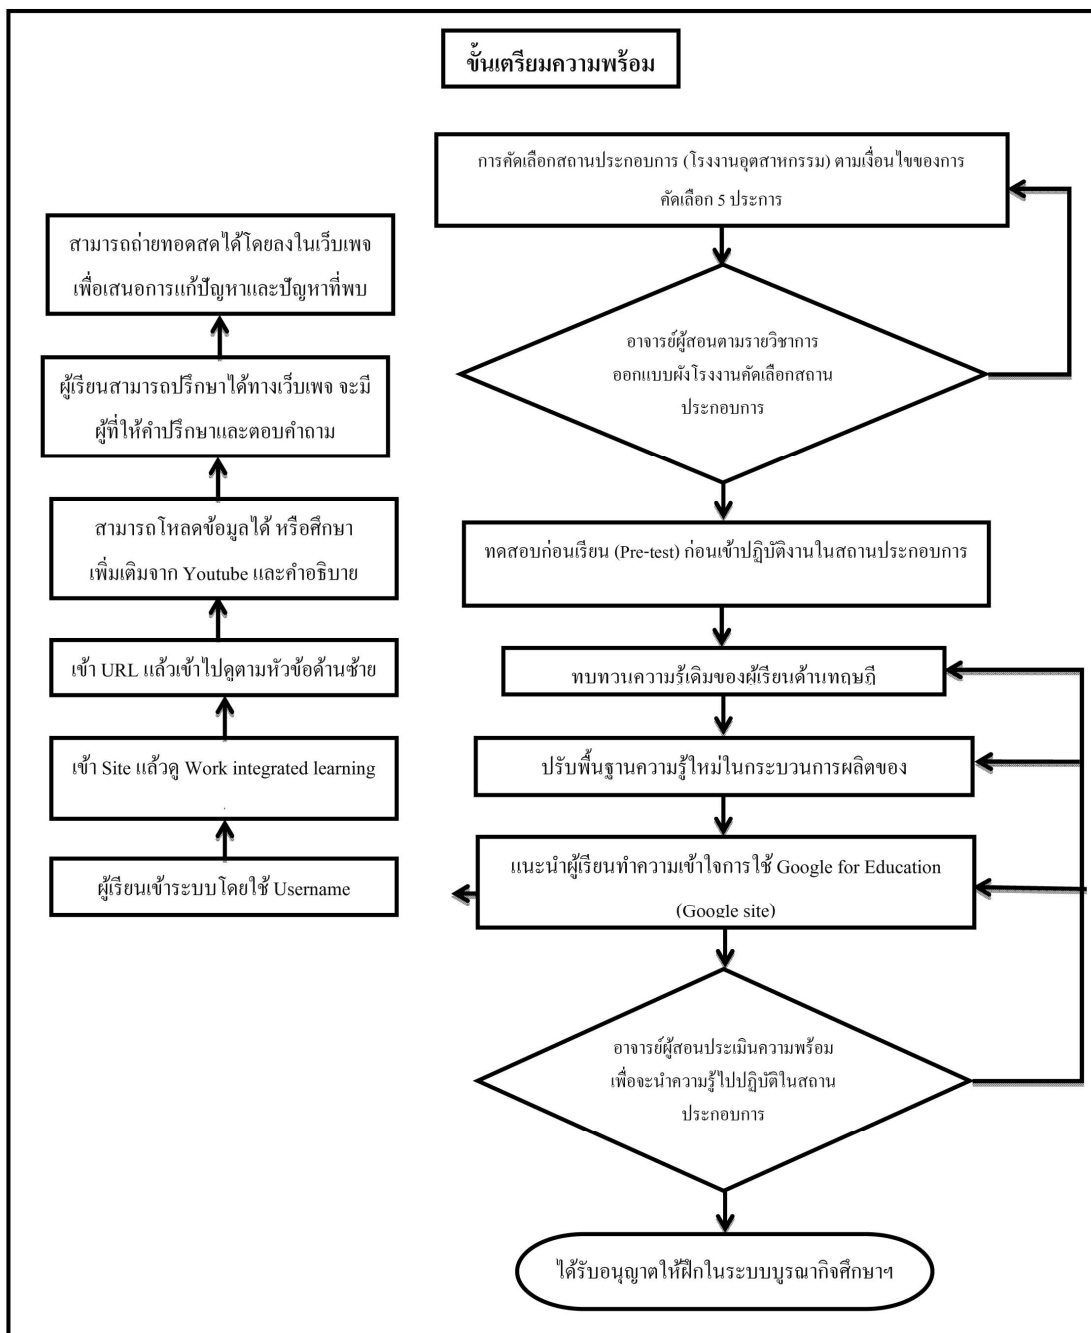 ขั้นเตรียมความพร้อม
การคัดเลือกสถานประกอบการ (โรงงานอุตสาหกรรม) ตามเงื่อนไขของการ
คัดเลือก 5 ประการ
อาจารย์ผู้สอนตามรายวิชาการ
ออกแบบผังโรงงานคัดเลือกสถาน
ประกอบการ
ทดสอบก่อนเรียน (Pre-test) ก่อนเข้าปฏิบัติงานในสถานประกอบการ
ทบทวนความรู้เดิมของผู้เรียนด้านทฤษฎี
ปรับพื้นฐานความรู้ใหม่ในกระบวนการผลิตของ
แนะนำผู้เรียนทำความเข้าใจการใช้ Google for Education
(Google site)
อาจารย์ผู้สอนประเมินความพร้อม
เพื่อจะนำความรู้ไปปฏิบัติในสถาน
ประกอบการ
ได้รับอนุญาตให้ฝึกในระบบบูรณากิจศึกษาฯ
สามารถถ่ายทอดสดได้โดยลงในเว็บเพจ
เพื่อเสนอการแก้ปัญหาและปัญหาที่พบ
ผู้เรียนสามารถปรึกษาได้ทางเว็บเพจ จะมี
ผู้ที่ให้คำปรึกษาและตอบคำถาม
สามารถโหลดข้อมูลได้ หรือศึกษา
เพิ่มเติมจาก Youtube และคำอธิบาย
เข้า URL แล้วเข้าไปดูตามหัวข้อด้านซ้าย
เข้า Site แล้วดู Work integrated learning
ผู้เรียนเข้าระบบโดยใช้ Username